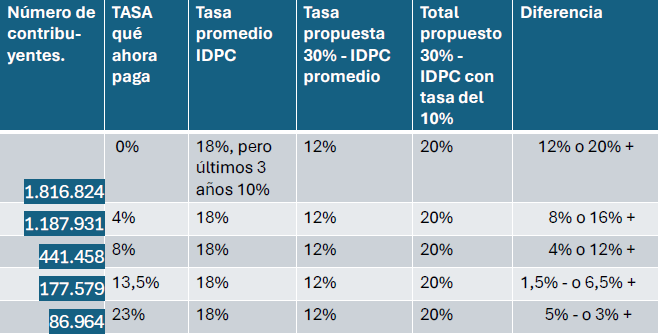 Número de contribu-yentes. | TASA qué ahora paga | Tasa promedio IDPC | Tasa propuesta 30% - IDPC promedio | Total propuesto 30% - IDPC con tasa del 10% | Diferencia
1.816.824 | 0% | 18%, pero últimos 3 años 10% | 12% | 20% | 12% o 20% +
1.187.931 | 4% | 18% | 12% | 20% | 8% o 16% +
441.458 | 8% | 18% | 12% | 20% | 4% o 12% +
177.579 | 13,5% | 18% | 12% | 20% | 1,5% - o 6,5% +
86.964 | 23% | 18% | 12% | 20% | 5% - o 3% +